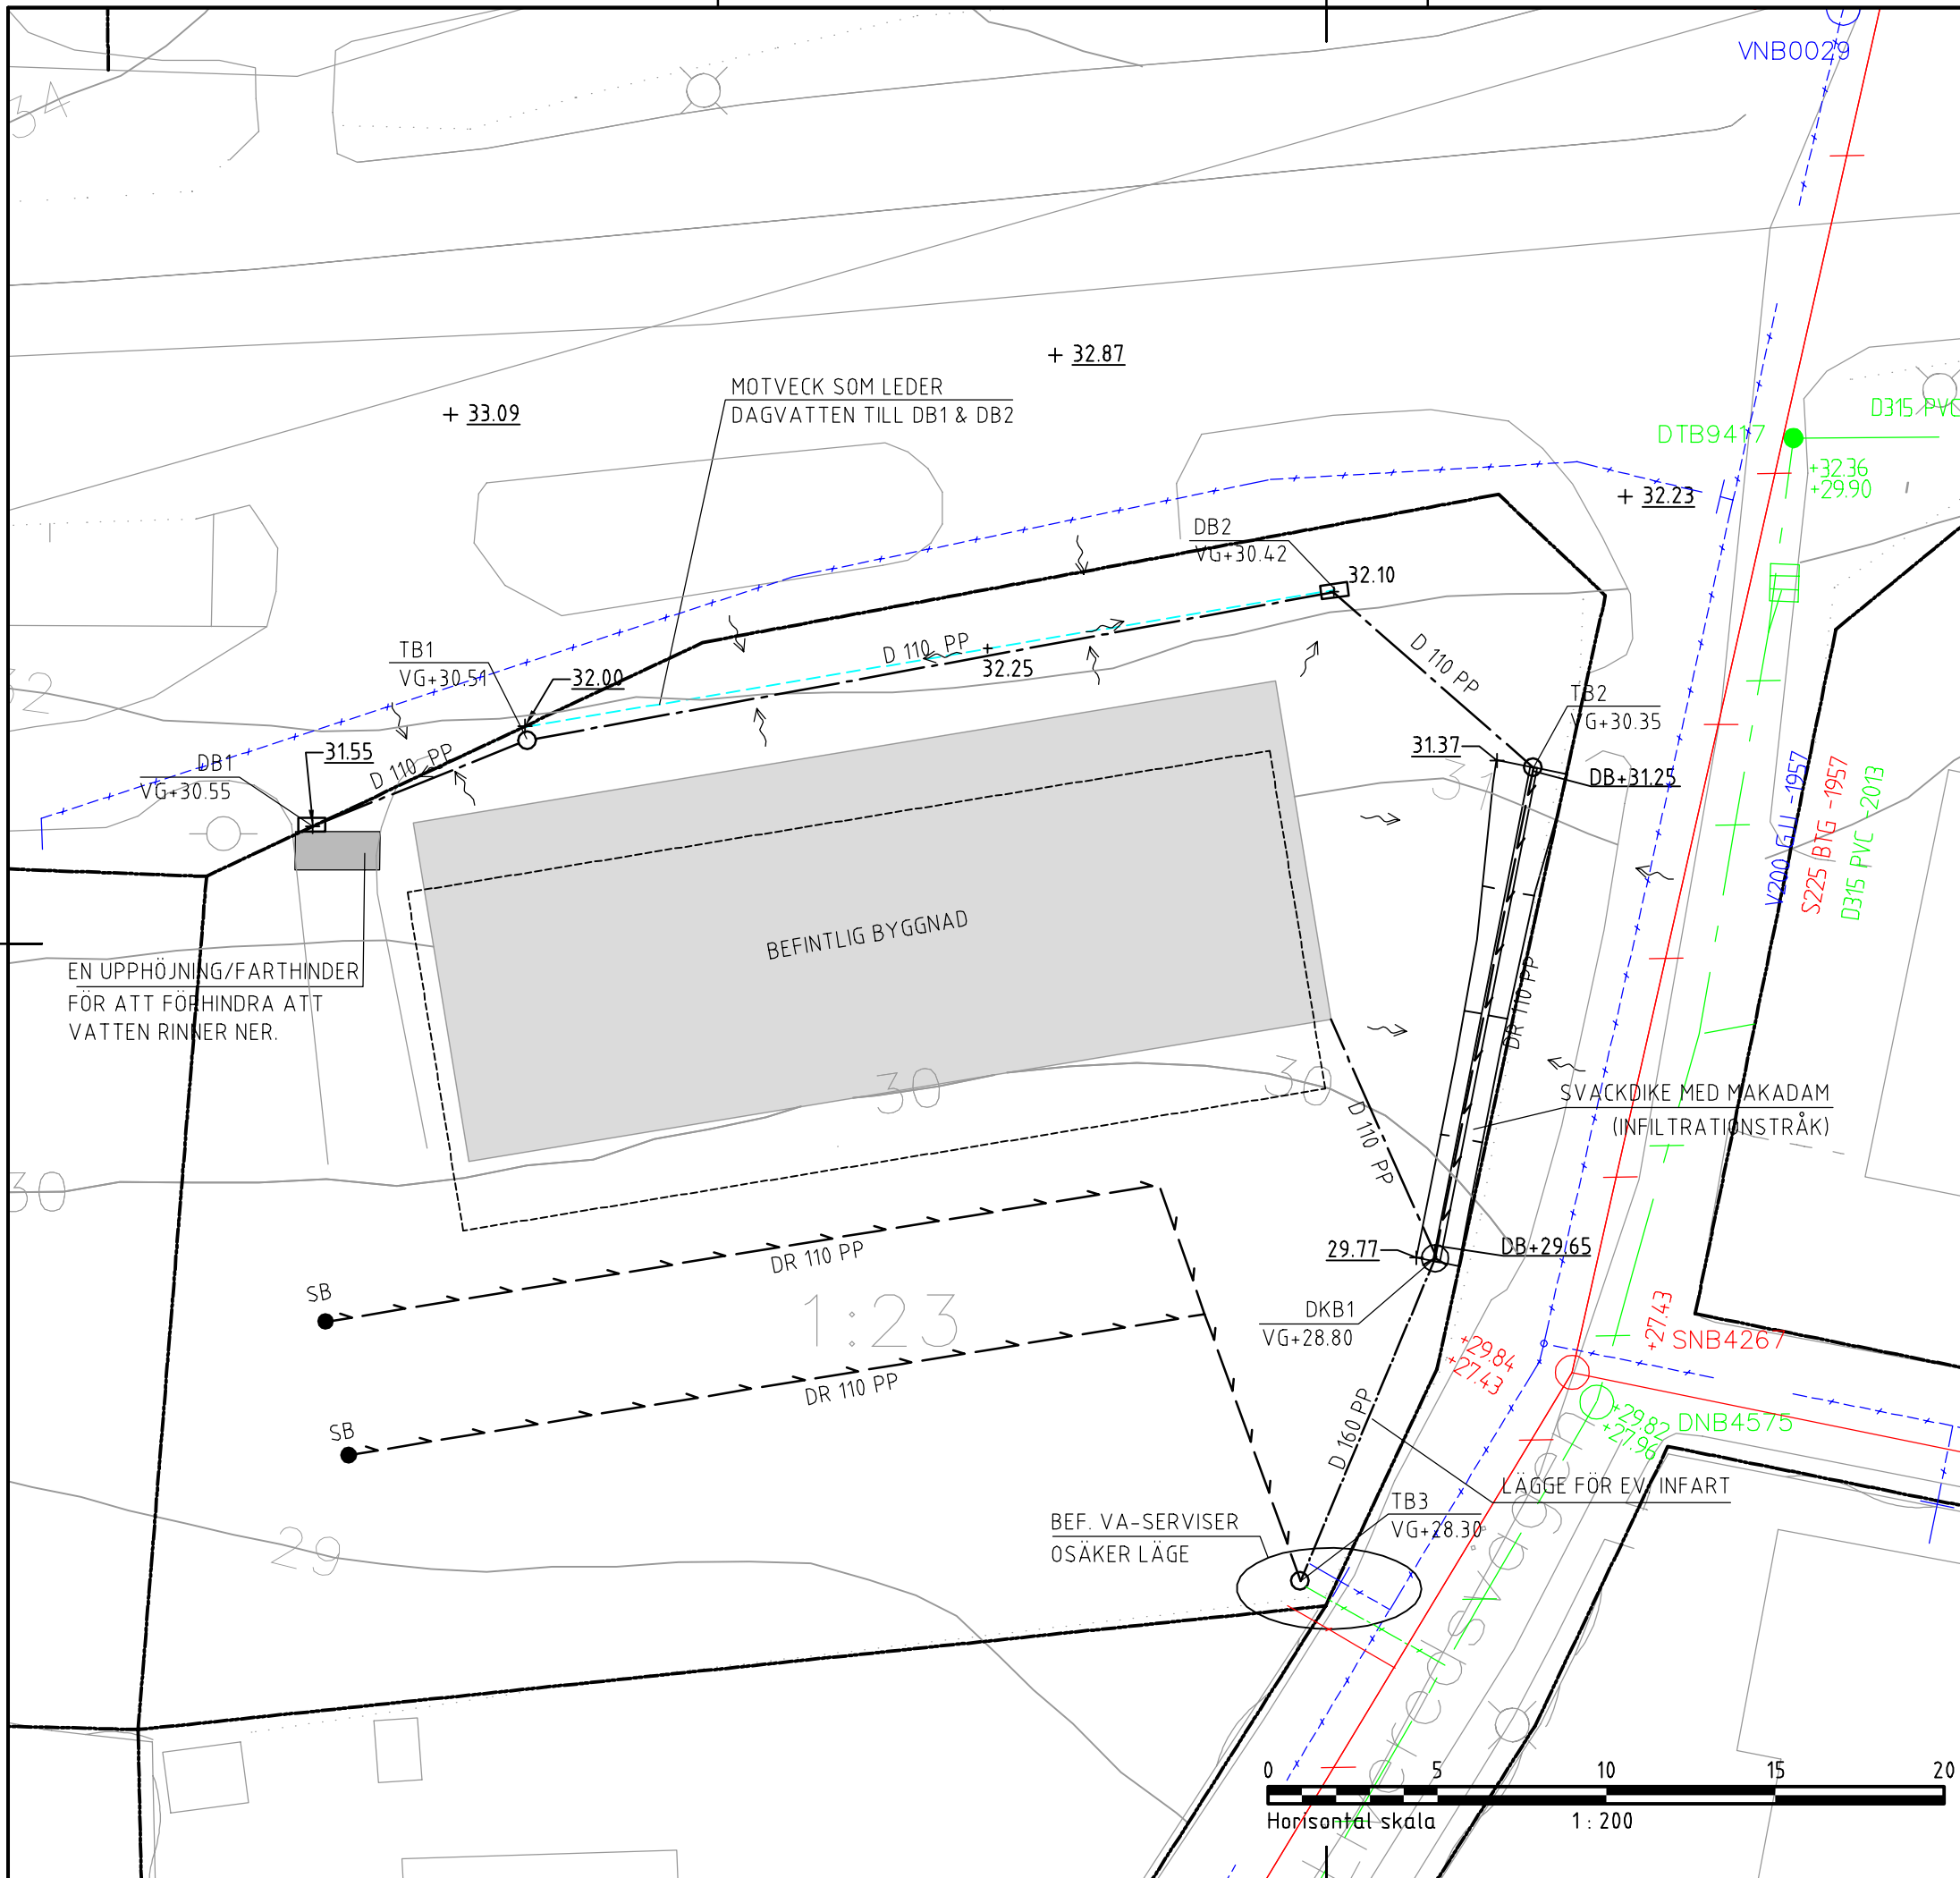 VNB0029
34
+ 32.87
MOTVECK SOM LEDER
DAGVATTEN TILL DB1 & DB2
+ 33.09
D315 PVC
DTB9417
+32.36
+29.90
+ 32.23
DB2
VG+30.42
32.10
D 110 PP
+
32.25
D 110 PP
TB1
VG+30.51
32.00
32
TB2
VG+30.35
31.37
31
DB+31.25
DB1
VG+30.55
31.55
D 110 PP
V200 GJJ -1957
S225 BTG -1957
D315 PVC -2013
BEFINTLIG BYGGNAD
EN UPPHÖJNING/FARTHINDER
FÖR ATT FÖRHINDRA ATT
VATTEN RINNER NER.
DR 110 PP
30
30
30
D 110 PP
SVACKDIKE MED MAKADAM
(INFILTRATIONSTRÅK)
29.77
DB+29.65
DR 110 PP
SB
1:23
DKB1
VG+28.80
+27.43
SNB4267
+29.84
+27.43
DR 110 PP
SB
+29.82
+27.96
DNB4575
D 160 PP
LÄGGE FÖR EV. INFART
TB3
VG+28.30
BEF. VA-SERVISER
OSÄKER LÄGE
29
0 5 10 15 20
Horisontal skala 1:200